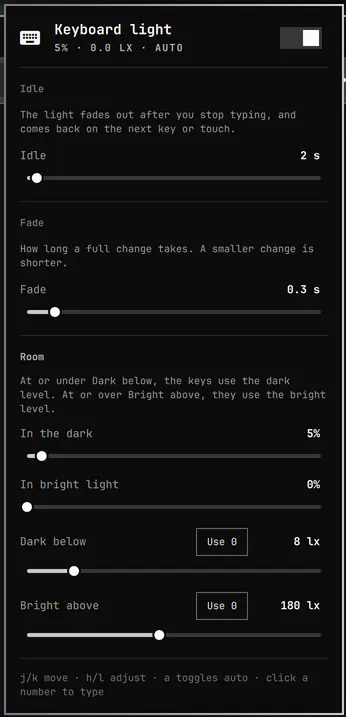 Keyboard light
5% · 0.0 LX · AUTO
Idle
The light fades out after you stop typing, and
comes back on the next key or touch.
Idle 2 s
Fade
How long a full change takes. A smaller change is
shorter.
Fade 0.3 s
Room
At or under Dark below, the keys use the dark
level. At or over Bright above, they use the bright
level.
In the dark 5%
In bright light 0%
Dark below Use 0 8 lx
Bright above Use 0 180 lx
j/k move · h/l adjust · a toggles auto · click a
number to type